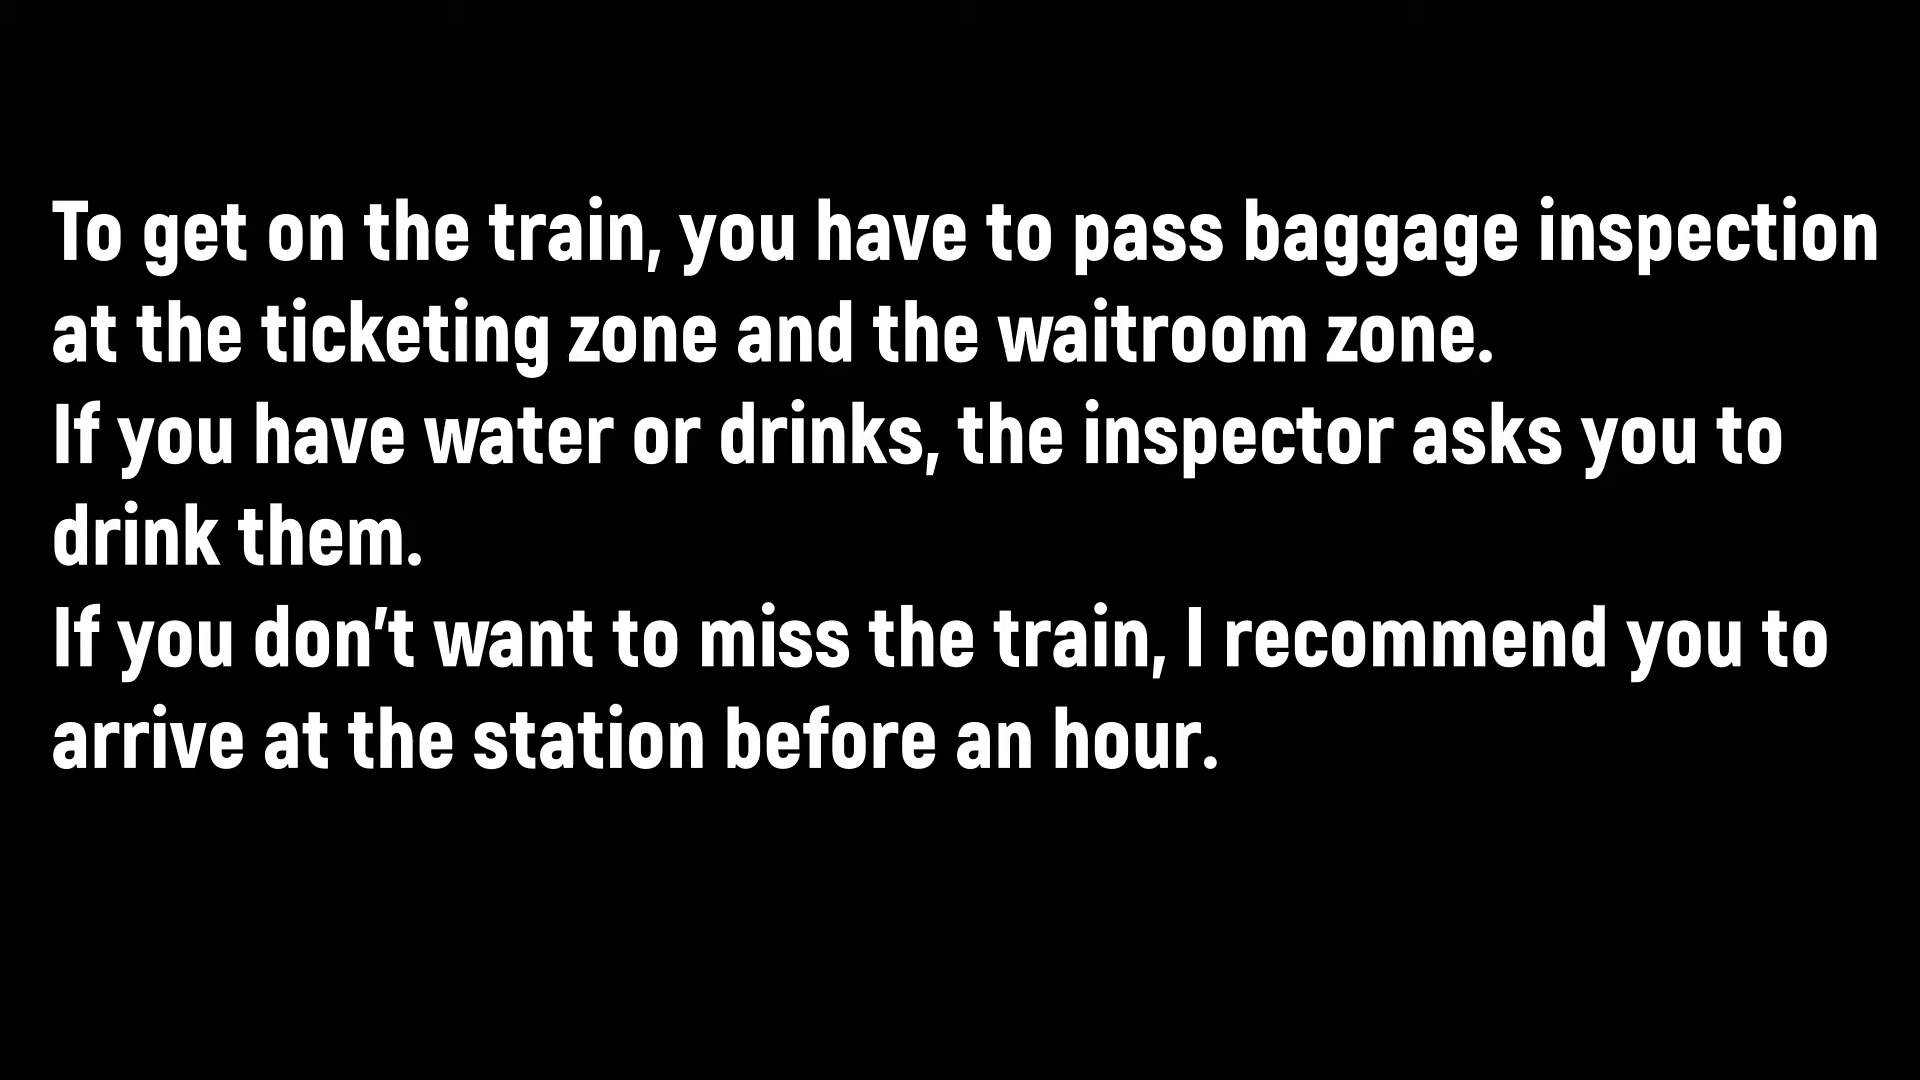 To get on the train, you have to pass baggage inspection
at the ticketing zone and the waitroom zone.
If you have water or drinks, the inspector asks you to
drink them.
If you don't want to miss the train, I recommend you to
arrive at the station before an hour.